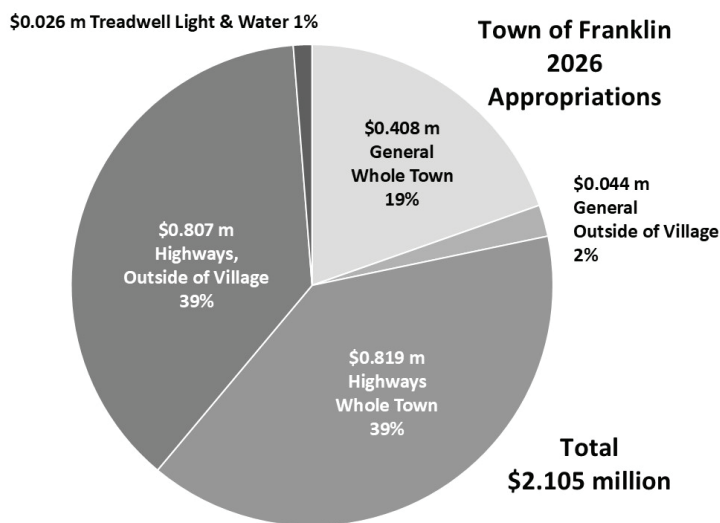 $0.026 m Treadwell Light & Water 1%
Town of Franklin
2026
Appropriations
$0.408 m
General
Whole Town
19%
$0.044 m
General
Outside of Village
2%
$0.807 m
Highways,
Outside of Village
39%
$0.819 m
Highways
Whole Town
39%
Total
$2.105 million